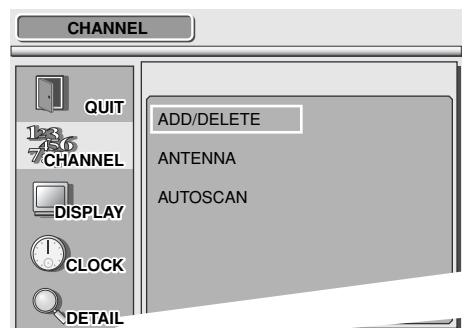 CHANNEL
QUIT
123
456
7
CHANNEL
DISPLAY
CLOCK
DETAIL
ADD/DELETE
ANTENNA
AUTOSCAN